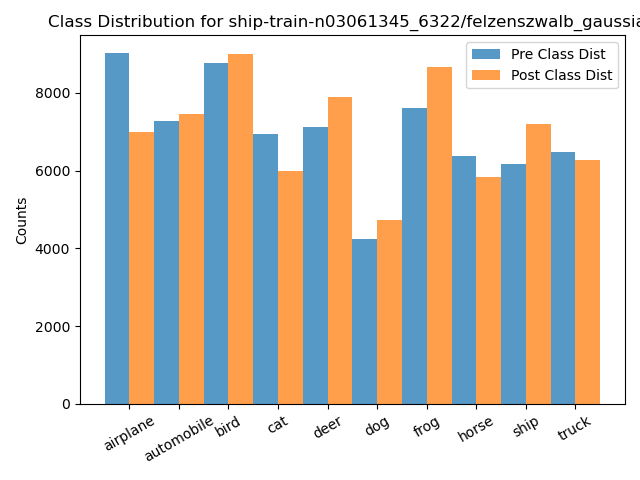 Class Distribution for ship-train-n03061345_6322/felzenszwalb_gaussia
Pre Class Dist
Post Class Dist
Counts
8000
6000
4000
2000
0
airplane
automobile
bird
cat
deer
dog
frog
horse
ship
truck